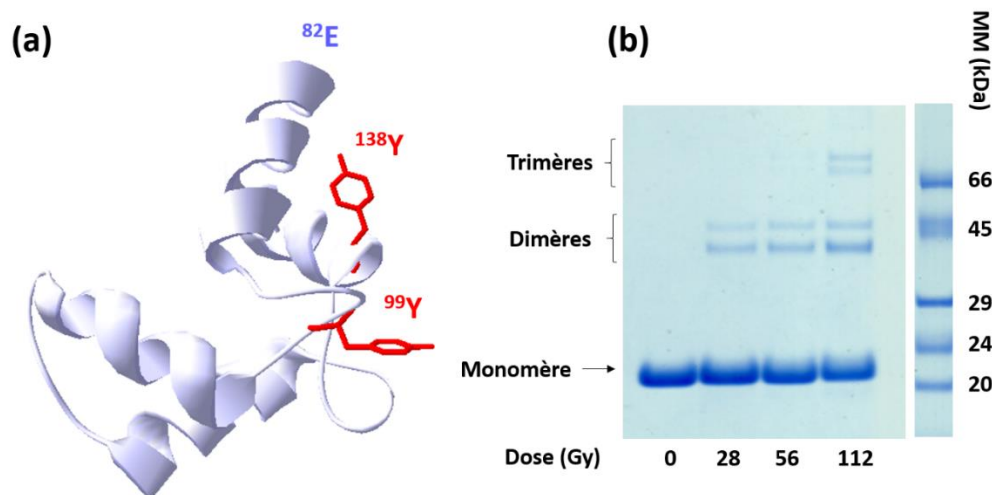 (a)
⁸²E
¹³⁸Y
⁹⁹Y
(b)
MM (kDa)
Trimères
66
Dimères
45
29
24
Monomère
20
Dose (Gy) 0 28 56 112